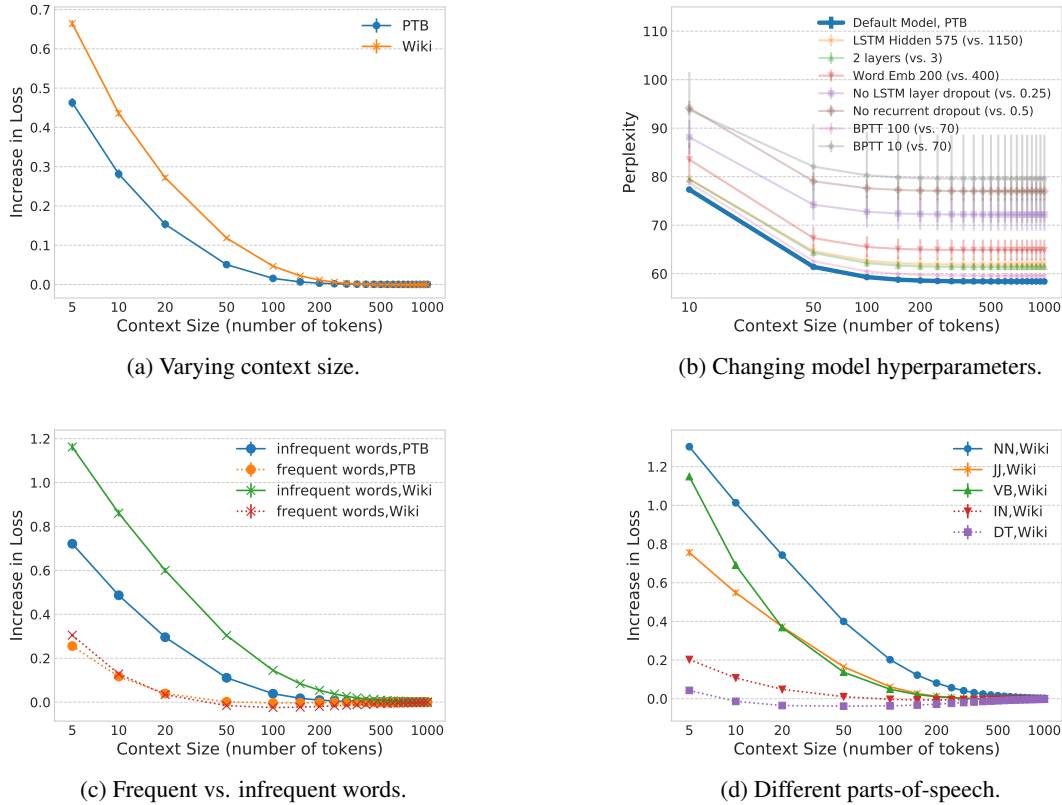 0.7
0.6
0.5
0.4
0.3
0.2
0.1
0.0
Increase in Loss
PTB
Wiki
5 10 20 50 100 200 500 1000
Context Size (number of tokens)
(a) Varying context size.
110
100
90
80
70
60
Perplexity
Default Model, PTB
LSTM Hidden 575 (vs. 1150)
2 layers (vs. 3)
Word Emb 200 (vs. 400)
No LSTM layer dropout (vs. 0.25)
No recurrent dropout (vs. 0.5)
BPTT 100 (vs. 70)
BPTT 10 (vs. 70)
10 50 100 500 1000
Context Size (number of tokens)
(b) Changing model hyperparameters.
1.2
1.0
0.8
0.6
0.4
0.2
0.0
Increase in Loss
infrequent words,PTB
frequent words,PTB
infrequent words,Wiki
frequent words,Wiki
5 10 20 50 100 200 500 1000
Context Size (number of tokens)
(c) Frequent vs. infrequent words.
1.2
1.0
0.8
0.6
0.4
0.2
0.0
Increase in Loss
NN,Wiki
JJ,Wiki
VB,Wiki
IN,Wiki
DT,Wiki
5 10 20 50 100 200 500 1000
Context Size (number of tokens)
(d) Different parts-of-speech.